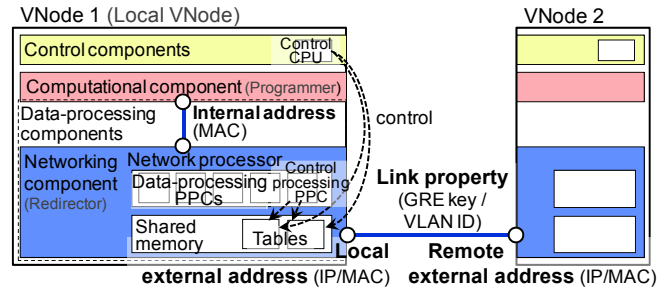 VNode 1 (Local VNode)
VNode 2
Control components
Control
CPU
Computational component (Programmer)
Data-processing
components
Internal address
(MAC)
control
Networking
component
(Redirector)
Network processor
Data-processing
PPCs
Control
processing
PPC
Link property
(GRE key /
VLAN ID)
Shared
memory
Tables
Local
Remote
external address (IP/MAC)
external address (IP/MAC)